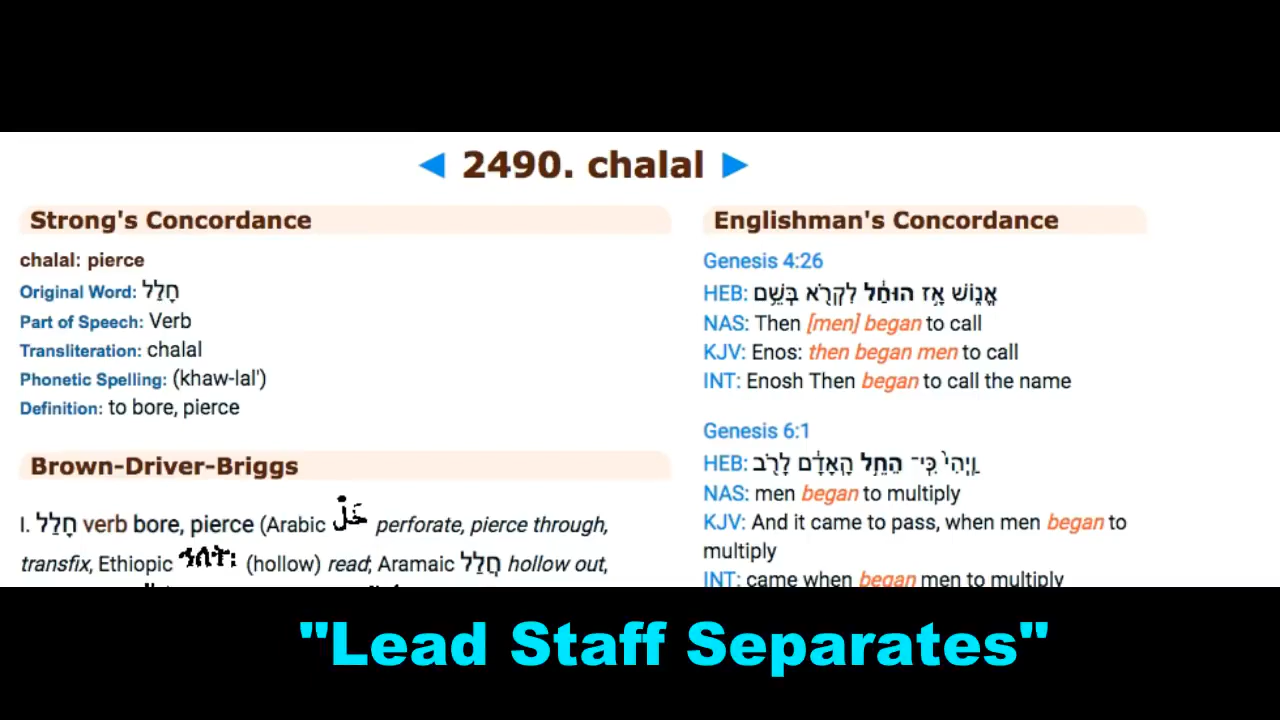 ◄ 2490. chalal ►
Strong's Concordance
chalal: pierce
Original Word: חָלַל
Part of Speech: Verb
Transliteration: chalal
Phonetic Spelling: (khaw-lal')
Definition: to bore, pierce
Brown-Driver-Briggs
I. חָלַל verb bore, pierce (Arabic خَلَّ perforate, pierce through,
transfix, Ethiopic (hollow) read; Aramaic חֲלַל hollow out,
Englishman's Concordance
Genesis 4:26
HEB: אֱנ֑וֹשׁ אָ֣ז הוּחַ֔ל לִקְרֹ֖א בְּשֵׁ֥ם
NAS: Then [men] began to call
KJV: Enos: then began men to call
INT: Enosh Then began to call the name
Genesis 6:1
HEB: וַֽיְהִי֙ כִּֽי־ הֵחֵ֣ל הָֽאָדָ֔ם לָרֹ֖ב
NAS: men began to multiply
KJV: And it came to pass, when men began to
multiply
INT: came when began men to multiply
"Lead Staff Separates"